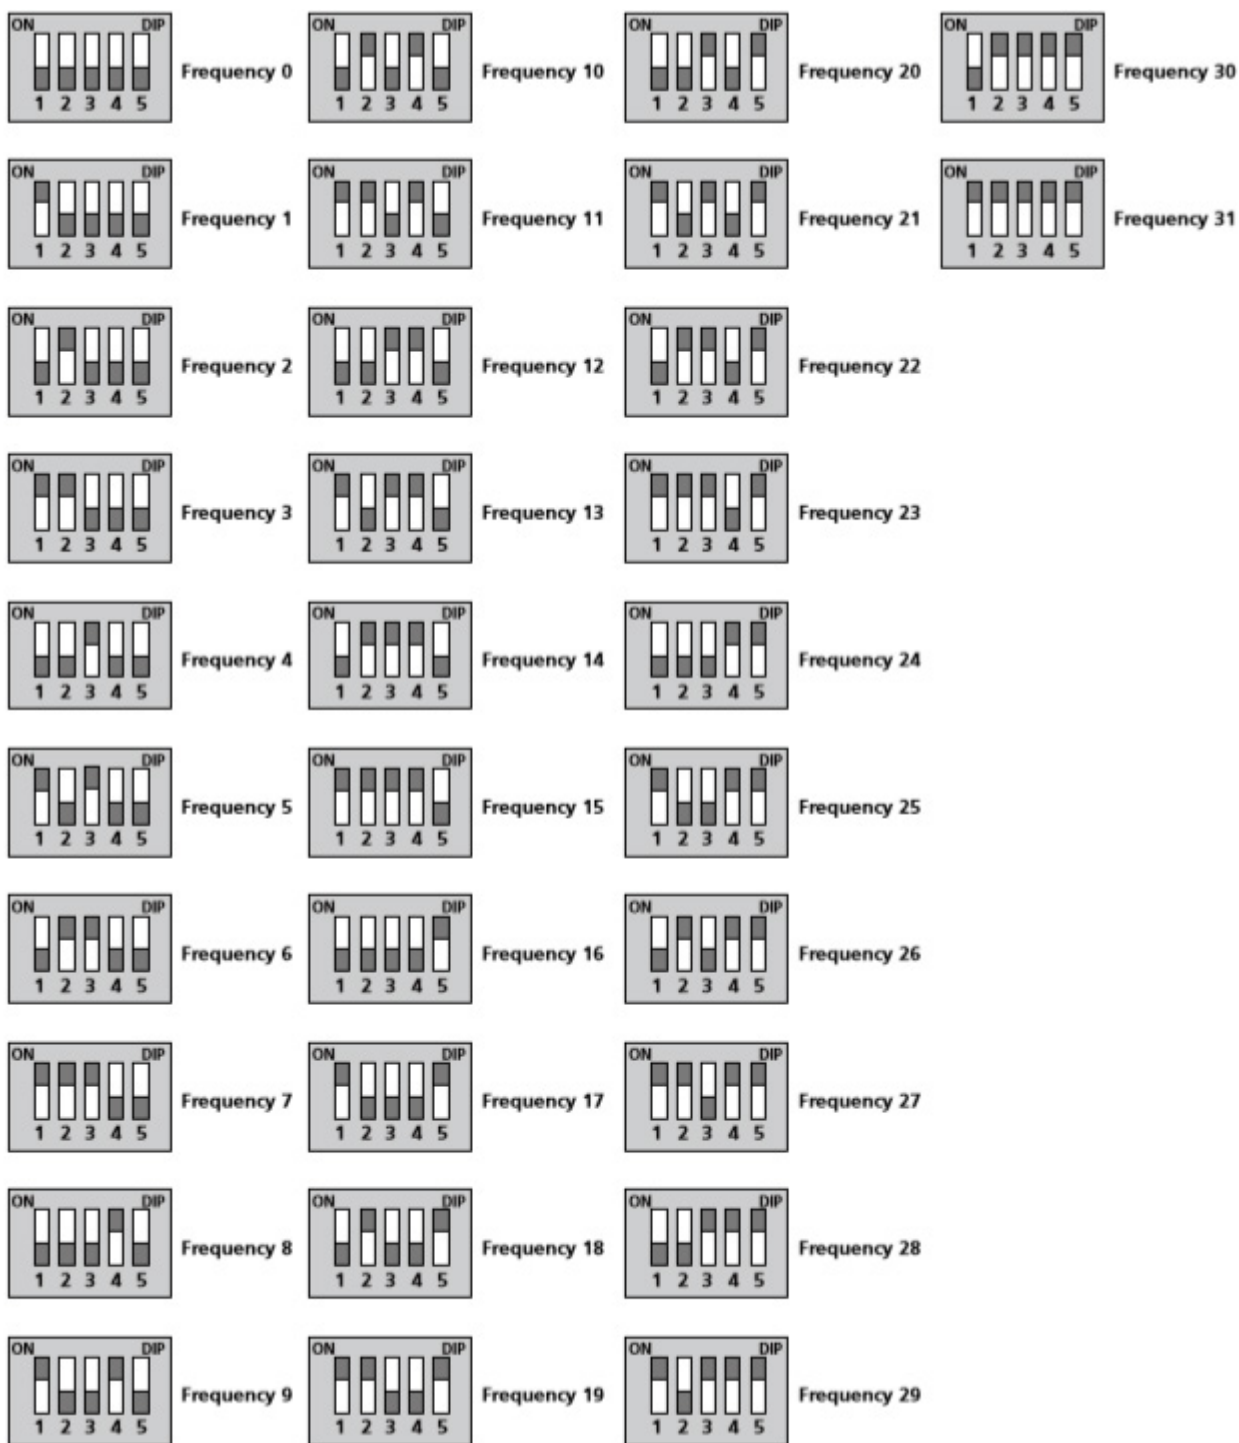 ON DIP ON DIP ON DIP ON DIP
Frequency 0 Frequency 10 Frequency 20 Frequency 30
1 2 3 4 5 1 2 3 4 5 1 2 3 4 5 1 2 3 4 5
ON DIP ON DIP ON DIP ON DIP
Frequency 1 Frequency 11 Frequency 21 Frequency 31
1 2 3 4 5 1 2 3 4 5 1 2 3 4 5 1 2 3 4 5
ON DIP ON DIP ON DIP
Frequency 2 Frequency 12 Frequency 22
1 2 3 4 5 1 2 3 4 5 1 2 3 4 5
ON DIP ON DIP ON DIP
Frequency 3 Frequency 13 Frequency 23
1 2 3 4 5 1 2 3 4 5 1 2 3 4 5
ON DIP ON DIP ON DIP
Frequency 4 Frequency 14 Frequency 24
1 2 3 4 5 1 2 3 4 5 1 2 3 4 5
ON DIP ON DIP ON DIP
Frequency 5 Frequency 15 Frequency 25
1 2 3 4 5 1 2 3 4 5 1 2 3 4 5
ON DIP ON DIP ON DIP
Frequency 6 Frequency 16 Frequency 26
1 2 3 4 5 1 2 3 4 5 1 2 3 4 5
ON DIP ON DIP ON DIP
Frequency 7 Frequency 17 Frequency 27
1 2 3 4 5 1 2 3 4 5 1 2 3 4 5
ON DIP ON DIP ON DIP
Frequency 8 Frequency 18 Frequency 28
1 2 3 4 5 1 2 3 4 5 1 2 3 4 5
ON DIP ON DIP ON DIP
Frequency 9 Frequency 19 Frequency 29
1 2 3 4 5 1 2 3 4 5 1 2 3 4 5